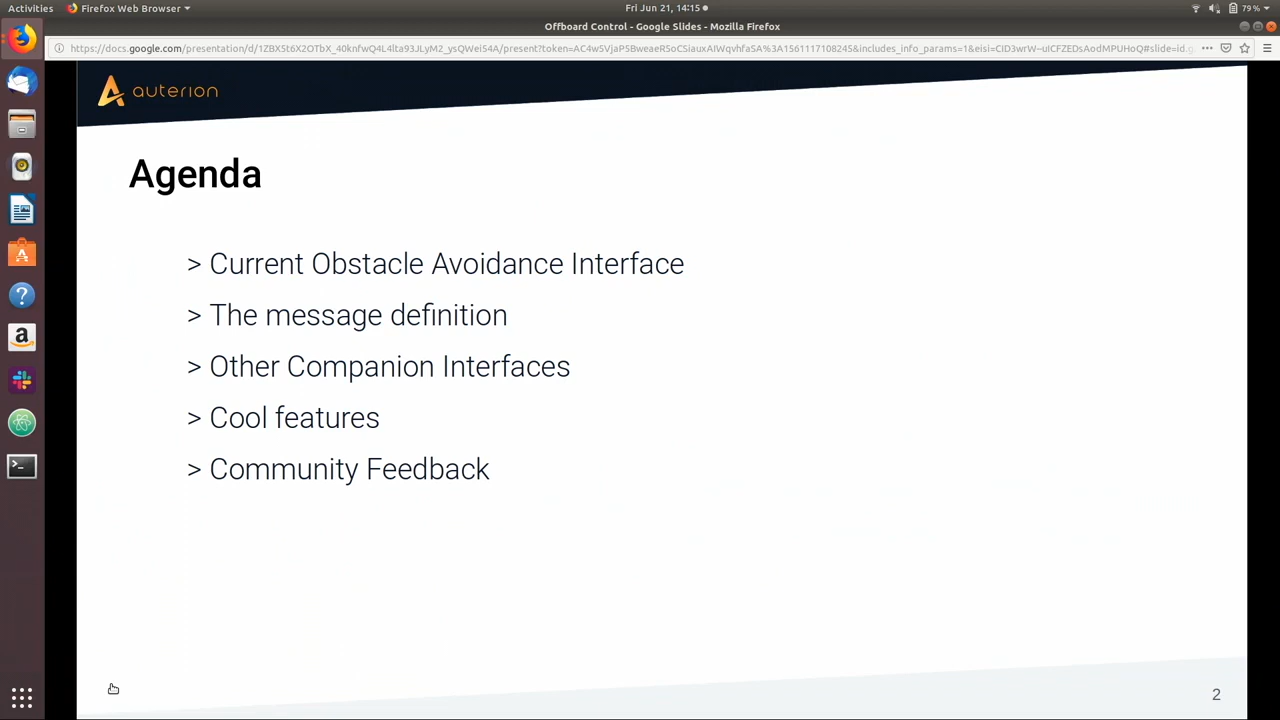 Activities
Firefox Web Browser
Fri Jun 21, 14:15
79 %
Offboard Control - Google Slides - Mozilla Firefox
auterion
Agenda
> Current Obstacle Avoidance Interface
> The message definition
> Other Companion Interfaces
> Cool features
> Community Feedback
2